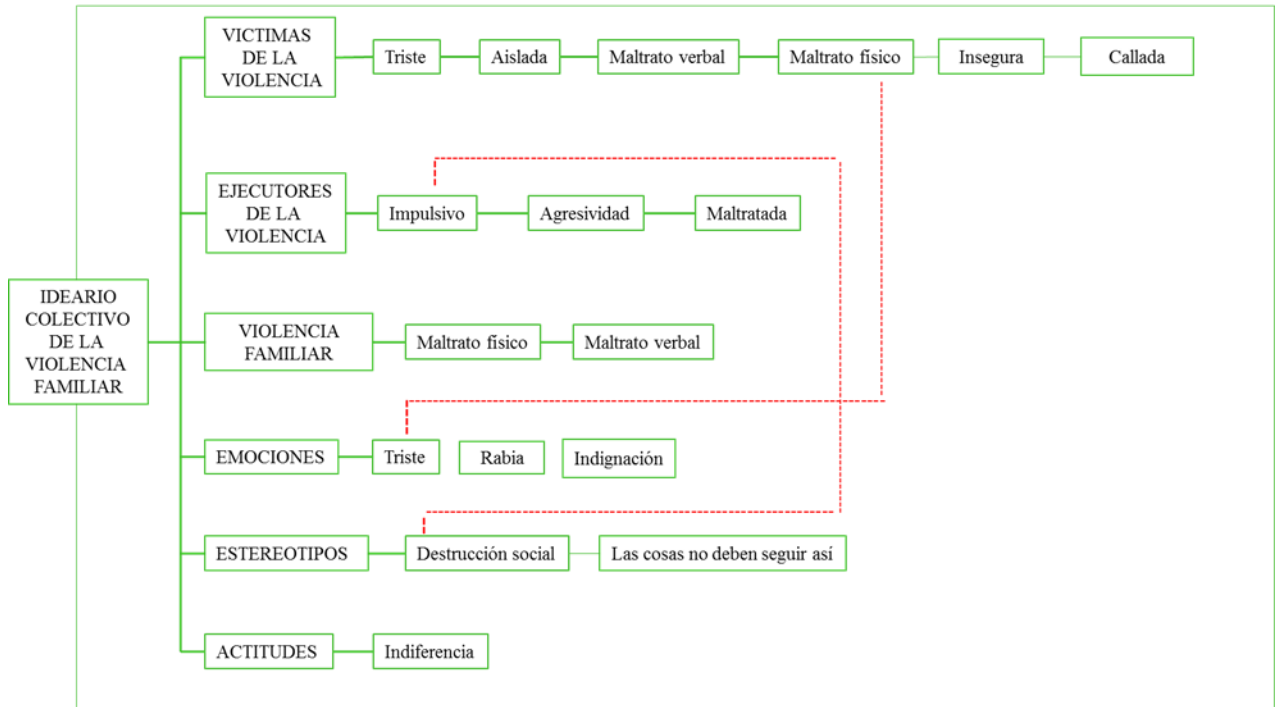 VICTIMAS
DE LA
VIOLENCIA
Triste
Aislada
Maltrato verbal
Maltrato físico
Insegura
Callada
EJECUTORES
DE LA
VIOLENCIA
Impulsivo
Agresividad
Maltratada
IDEARIO
COLECTIVO
DE LA
VIOLENCIA
FAMILIAR
VIOLENCIA
FAMILIAR
Maltrato físico
Maltrato verbal
EMOCIONES
Triste
Rabia
Indignación
ESTEREOTIPOS
Destrucción social
Las cosas no deben seguir así
ACTITUDES
Indiferencia